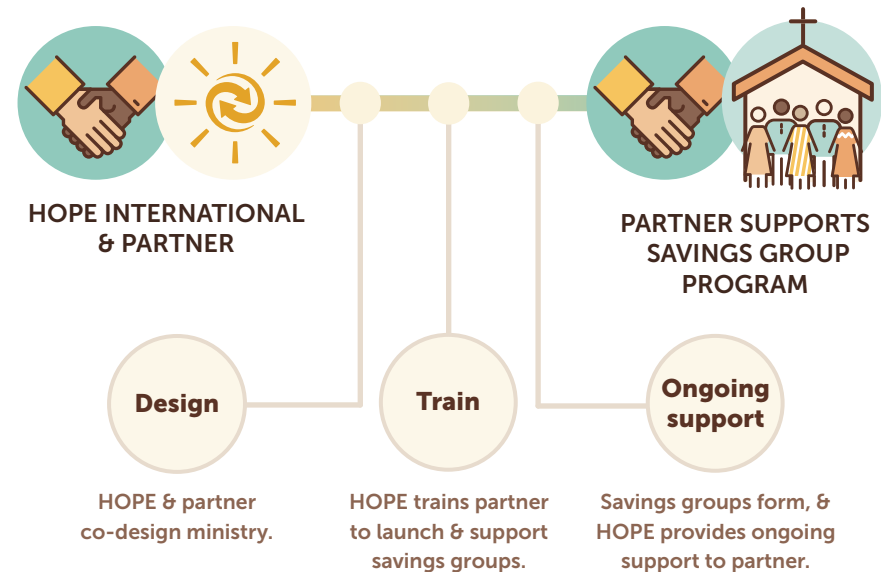 HOPE INTERNATIONAL
& PARTNER
PARTNER SUPPORTS
SAVINGS GROUP
PROGRAM
Design
HOPE & partner
co-design ministry.
Train
HOPE trains partner
to launch & support
savings groups.
Ongoing
support
Savings groups form, &
HOPE provides ongoing
support to partner.